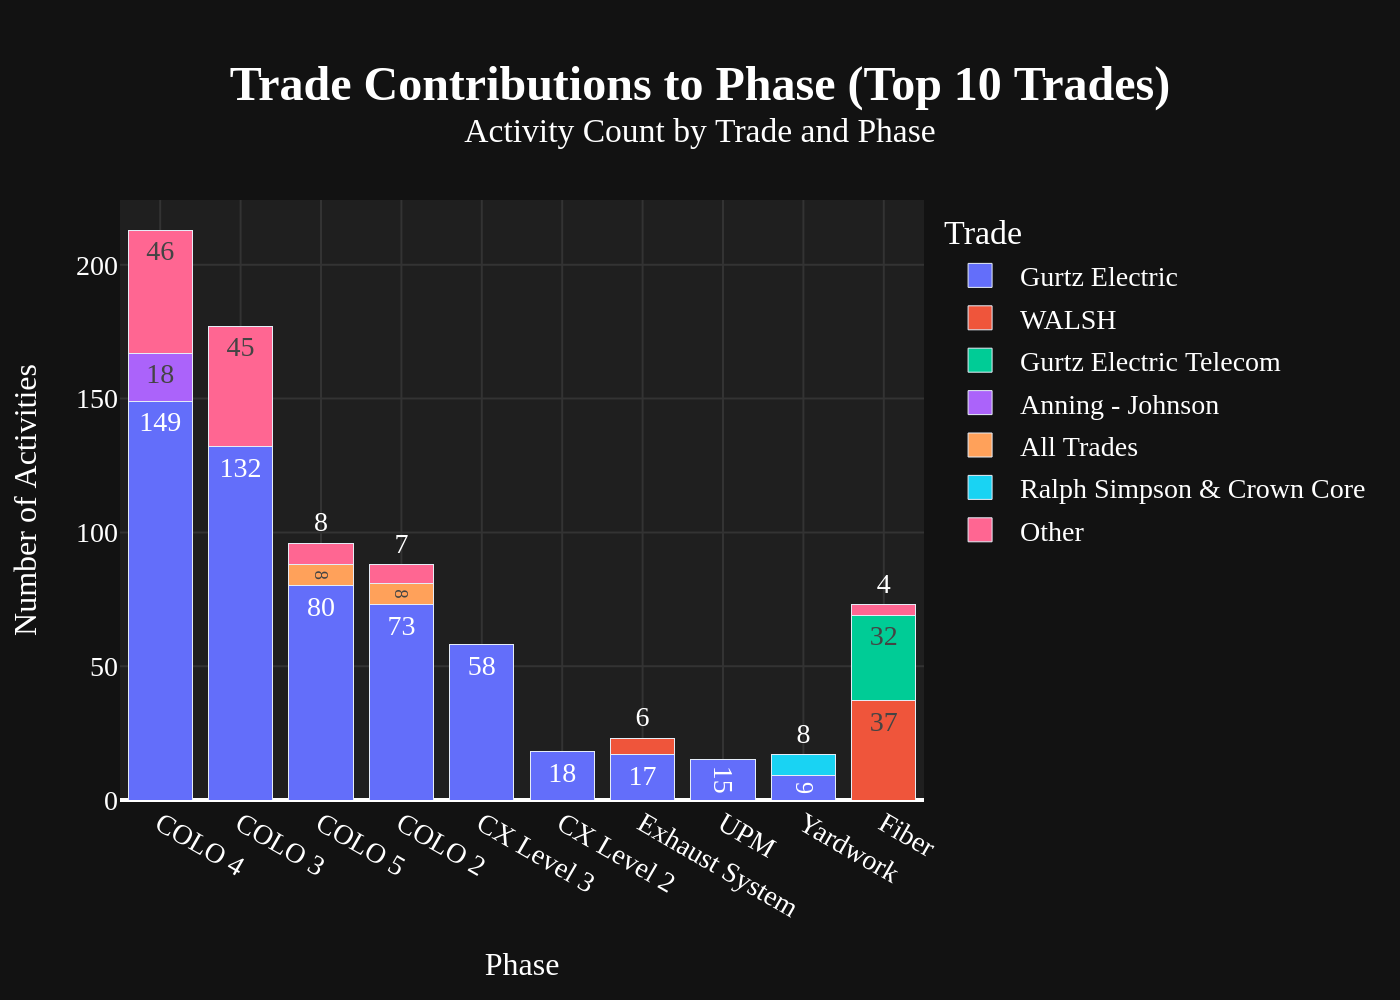 Trade Contributions to Phase (Top 10 Trades)
Activity Count by Trade and Phase
Number of Activities
200
150
100
50
0
46
18
149
45
132
8
8
80
7
8
73
58
18
6
17
15
8
9
4
32
37
COLO 4
COLO 3
COLO 5
COLO 2
CX Level 3
CX Level 2
Exhaust System
UPM
Yardwork
Fiber
Phase
Trade
Gurtz Electric
WALSH
Gurtz Electric Telecom
Anning - Johnson
All Trades
Ralph Simpson & Crown Core
Other